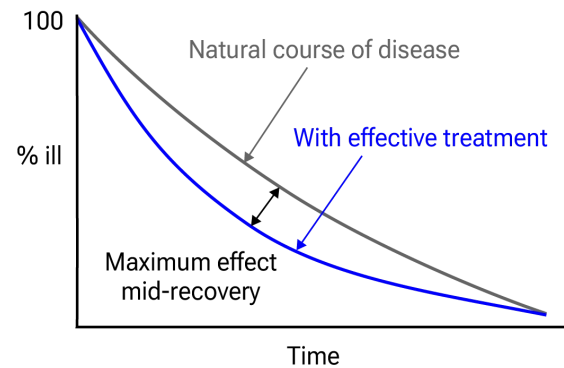 100
Natural course of disease
With effective treatment
% ill
Maximum effect
mid-recovery
Time